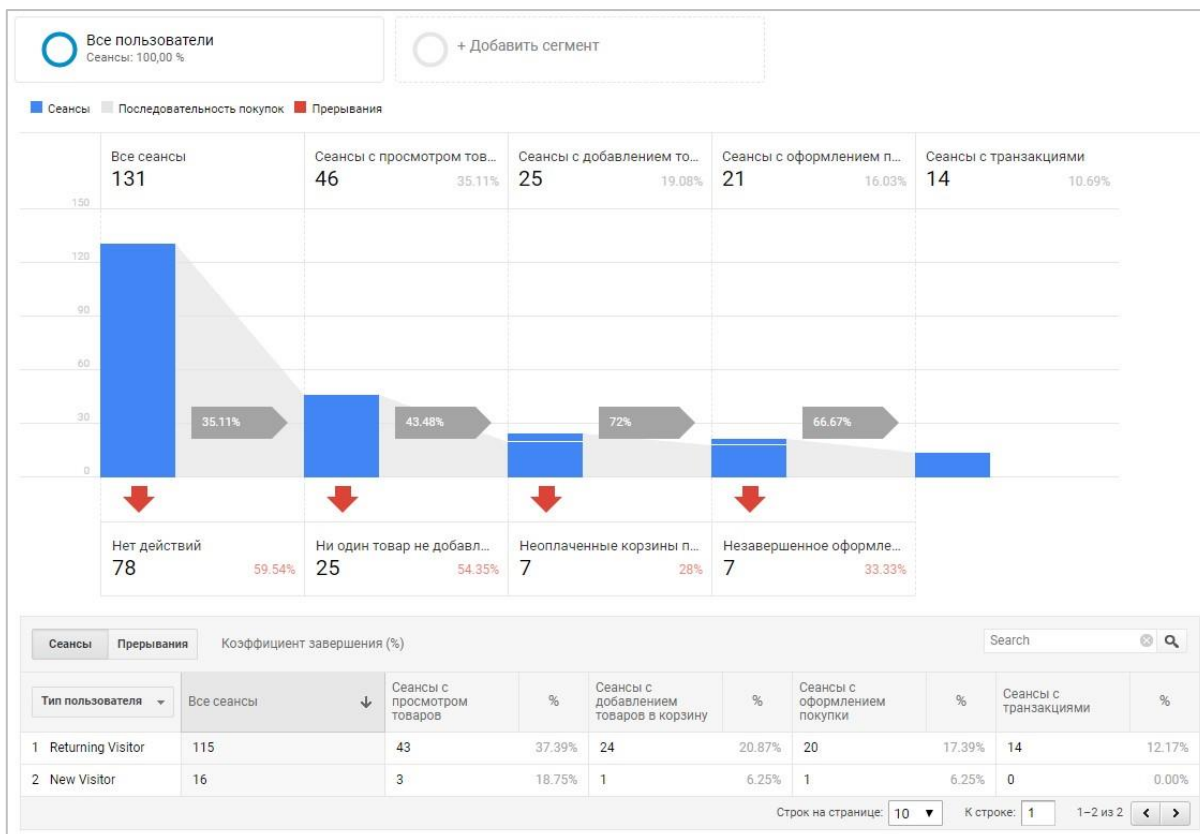 Все пользователи
Сеансы: 100,00 %
+ Добавить сегмент
Сеансы Последовательность покупок Прерывания
Все сеансы Сеансы с просмотром тов... Сеансы с добавлением то... Сеансы с оформлением п... Сеансы с транзакциями
131 46 35.11% 25 19.08% 21 16.03% 14 10.69%
150
120
90
60
30
0
35.11% 43.48% 72% 66.67%
Нет действий Ни один товар не добавл... Неоплаченные корзины п... Незавершенное оформле...
78 59.54% 25 54.35% 7 28% 7 33.33%
Сеансы Прерывания Коэффициент завершения (%) Search
Тип пользователя Все сеансы Сеансы с просмотром товаров % Сеансы с добавлением товаров в корзину % Сеансы с оформлением покупки % Сеансы с транзакциями %
1 Returning Visitor 115 43 37.39% 24 20.87% 20 17.39% 14 12.17%
2 New Visitor 16 3 18.75% 1 6.25% 1 6.25% 0 0.00%
Строк на странице: 10 К строке: 1 1–2 из 2